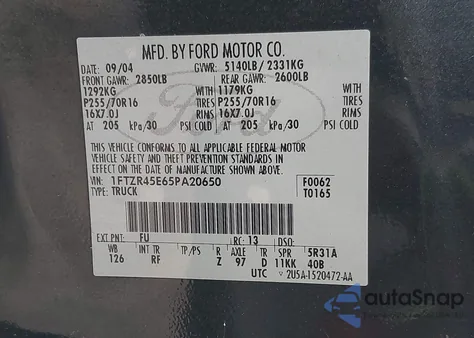 MFD. BY FORD MOTOR CO.
DATE: 09/04 GVWR: 5140LB/ 2331KG
FRONT GAWR: 2850LB REAR GAWR: 2600LB
1292KG WITH 1179KG WITH
P255/70R16 TIRES P255/70R16 TIRES
16X7.0J RIMS 16X7.0J RIMS
AT 205 kPa/30 PSI COLD AT 205 kPa/30 PSI COLD
THIS VEHICLE CONFORMS TO ALL APPLICABLE FEDERAL MOTOR
VEHICLE SAFETY AND THEFT PREVENTION STANDARDS IN
EFFECT ON THE DATE OF MANUFACTURE SHOWN ABOVE.
VIN: 1FTZR45E65PA20650 F0062
TYPE: TRUCK T0165
Ford
EXT PNT: FU RC: 13 DSO:
WB BRK INT TR TP/PS R AXLE TR SPR 5R31A
126 RF Z 97 D 11KK 40B
UTC 2U5A-1520472-AA
autoSnap